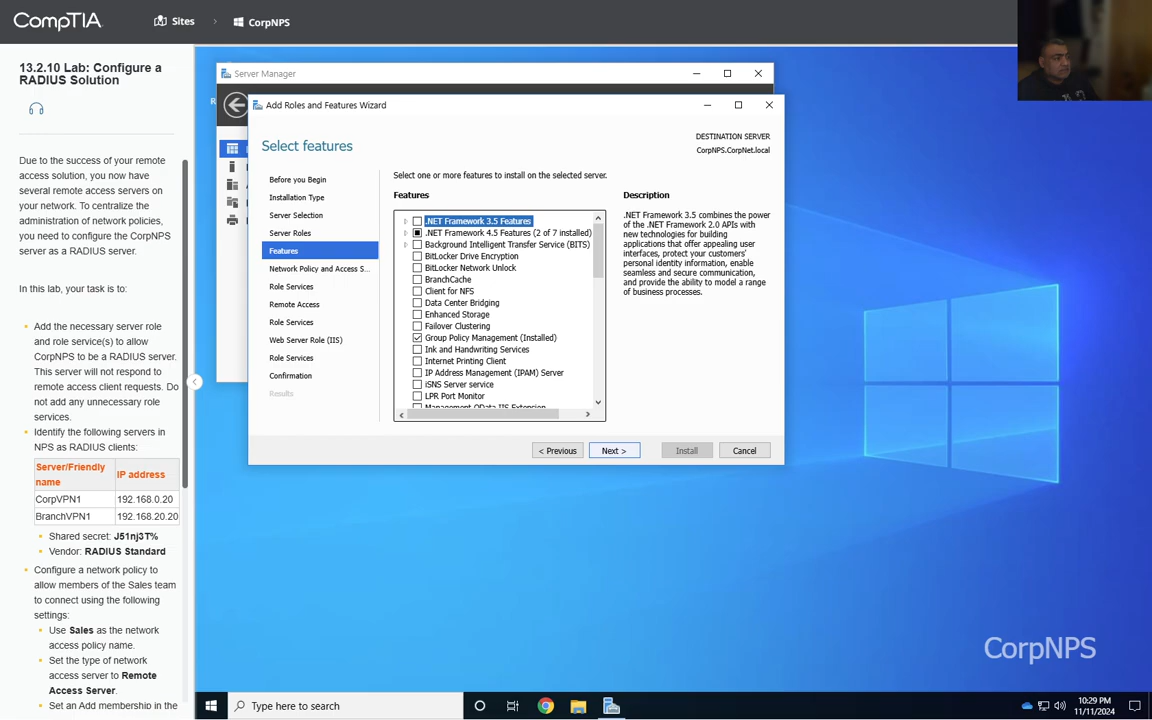 CompTIA.
Sites
CorpNPS
13.2.10 Lab: Configure a
RADIUS Solution
Due to the success of your remote
access solution, you now have
several remote access servers on
your network. To centralize the
administration of network policies,
you need to configure the CorpNPS
server as a RADIUS server.
In this lab, your task is to:
Add the necessary server role
and role service(s) to allow
CorpNPS to be a RADIUS server.
This server will not respond to
remote access client requests. Do
not add any unnecessary role
services.
Identify the following servers in
NPS as RADIUS clients:
Server/Friendly
name
IP address
CorpVPN1 192.168.0.20
BranchVPN1 192.168.20.20
Shared secret: J51nj3T%
Vendor: RADIUS Standard
Configure a network policy to
allow members of the Sales team
to connect using the following
settings:
Use Sales as the network
access policy name.
Set the type of network
access server to Remote
Access Server.
Set an Add membership in the
Server Manager
R
Add Roles and Features Wizard
Select features
DESTINATION SERVER
CorpNPS.CorpNet.local
Before you Begin
Installation Type
Server Selection
Server Roles
Features
Network Policy and Access S...
Role Services
Remote Access
Role Services
Web Server Role (IIS)
Role Services
Confirmation
Results
Select one or more features to install on the selected server.
Features
.NET Framework 3.5 Features
.NET Framework 4.5 Features (2 of 7 installed)
Background Intelligent Transfer Service (BITS)
BitLocker Drive Encryption
BitLocker Network Unlock
BranchCache
Client for NFS
Data Center Bridging
Enhanced Storage
Failover Clustering
Group Policy Management (Installed)
Ink and Handwriting Services
Internet Printing Client
IP Address Management (IPAM) Server
iSNS Server service
LPR Port Monitor
Management OData IIS Extension
Description
.NET Framework 3.5 combines the power
of the .NET Framework 2.0 APIs with
new technologies for building
applications that offer appealing user
interfaces, protect your customers'
personal identity information, enable
seamless and secure communication,
and provide the ability to model a range
of business processes.
< Previous
Next >
Install
Cancel
CorpNPS
Type here to search
10:29 PM
11/11/2024